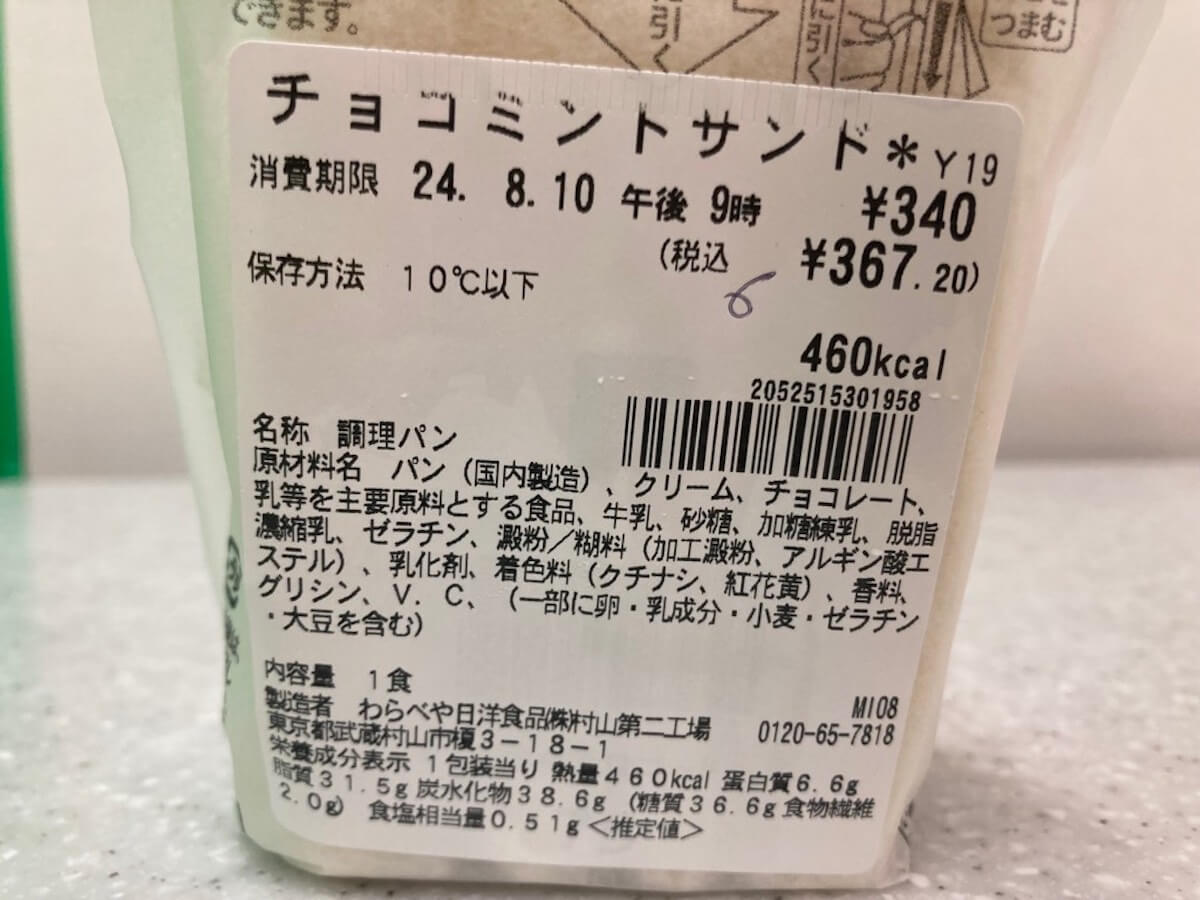 できます。
に引く
に引く
つまむ
チョコミントサンド＊ Y19
消費期限 24. 8.10 午後 9時 ¥340
(税込 ¥367.20)
保存方法 10℃以下
6
460kcal
2052515301958
名称 調理パン
原材料名 パン（国内製造）、クリーム、チョコレート、
乳等を主要原料とする食品、牛乳、砂糖、加糖練乳、脱脂
濃縮乳、ゼラチン、澱粉／糊料（加工澱粉、アルギン酸エ
ステル）、乳化剤、着色料（クチナシ、紅花黄）、香料、
グリシン、V．C、（一部に卵・乳成分・小麦・ゼラチン
・大豆を含む）
内容量 1食
製造者 わらべや日洋食品㈱村山第二工場 MI08
東京都武蔵村山市榎3－18－1 0120-65-7818
栄養成分表示 1包装当り 熱量460kcal 蛋白質6.6g
脂質31.5g 炭水化物38.6g（糖質36.6g 食物繊維
2.0g） 食塩相当量0.51g＜推定値＞